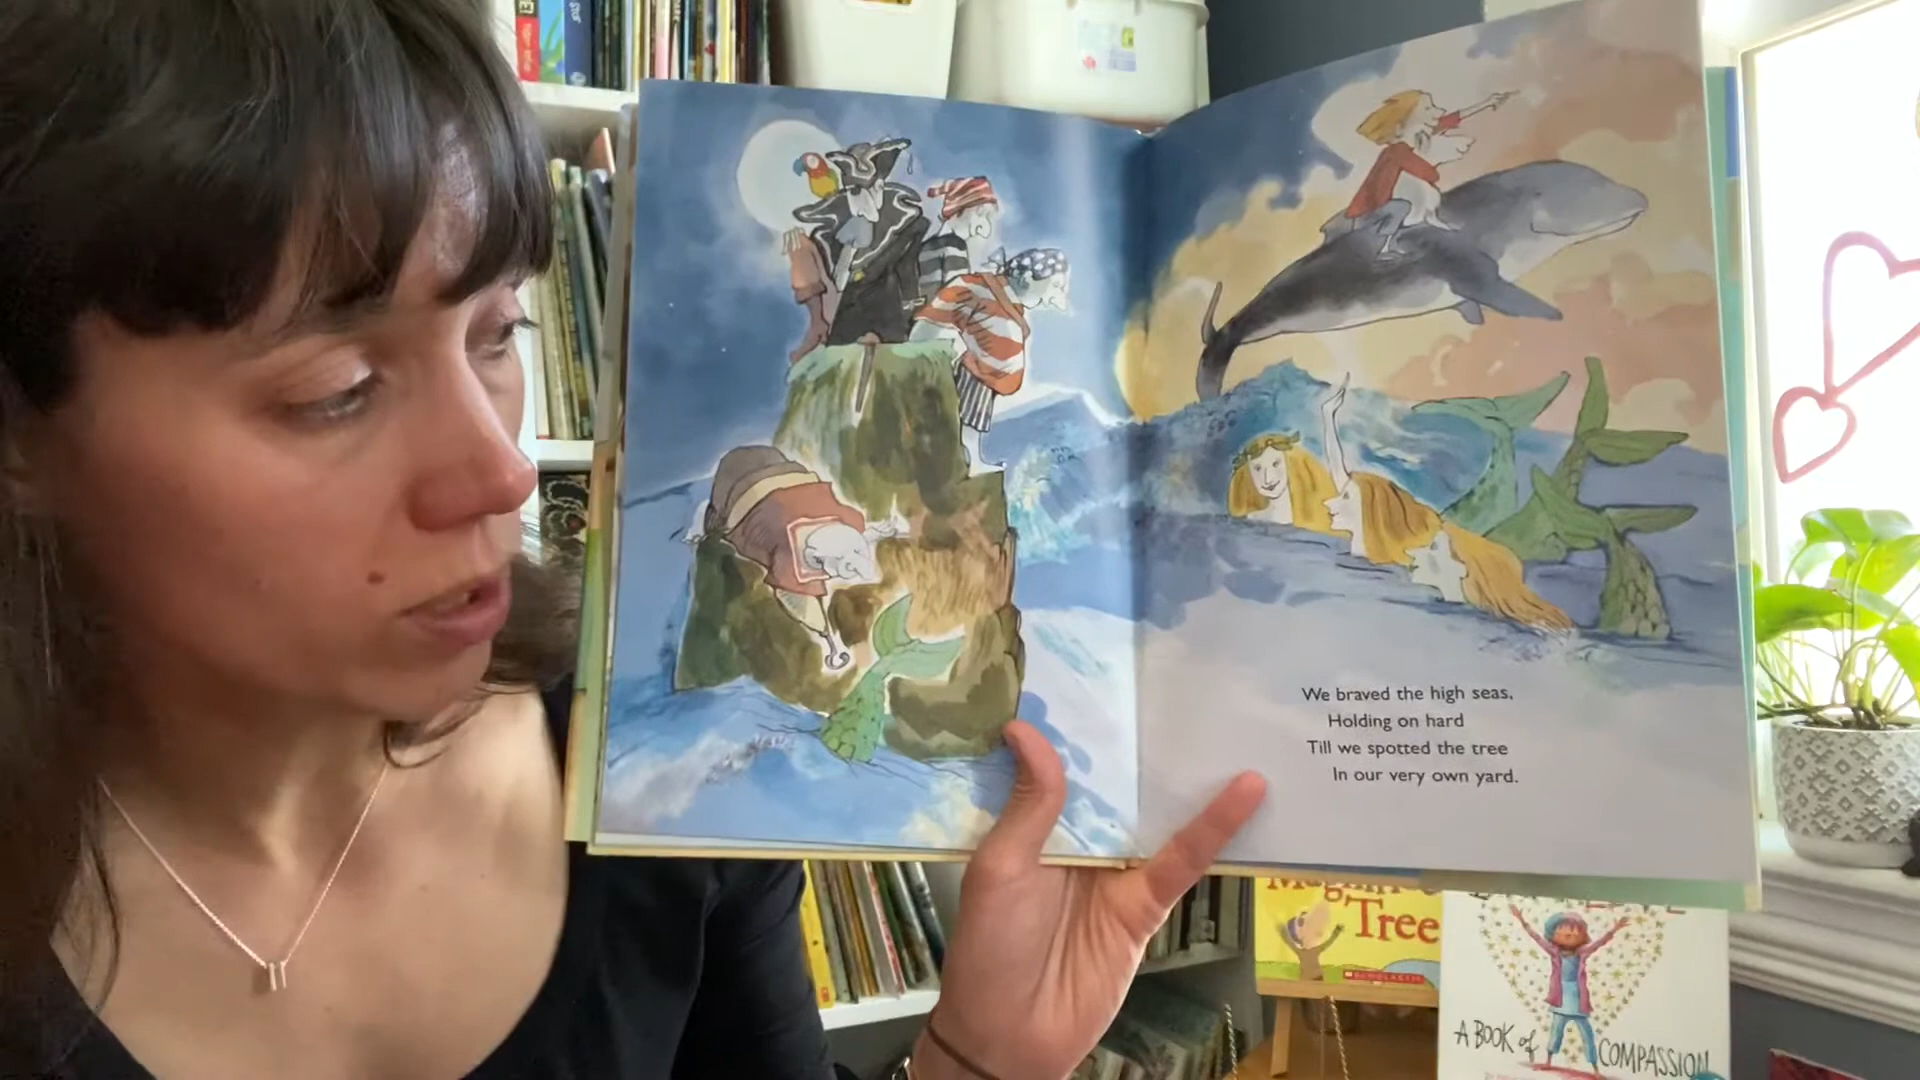 We braved the high seas,
Holding on hard
Till we spotted the tree
In our very own yard.
Tree
SCHOLASTIC
A BOOK of
COMPASSION